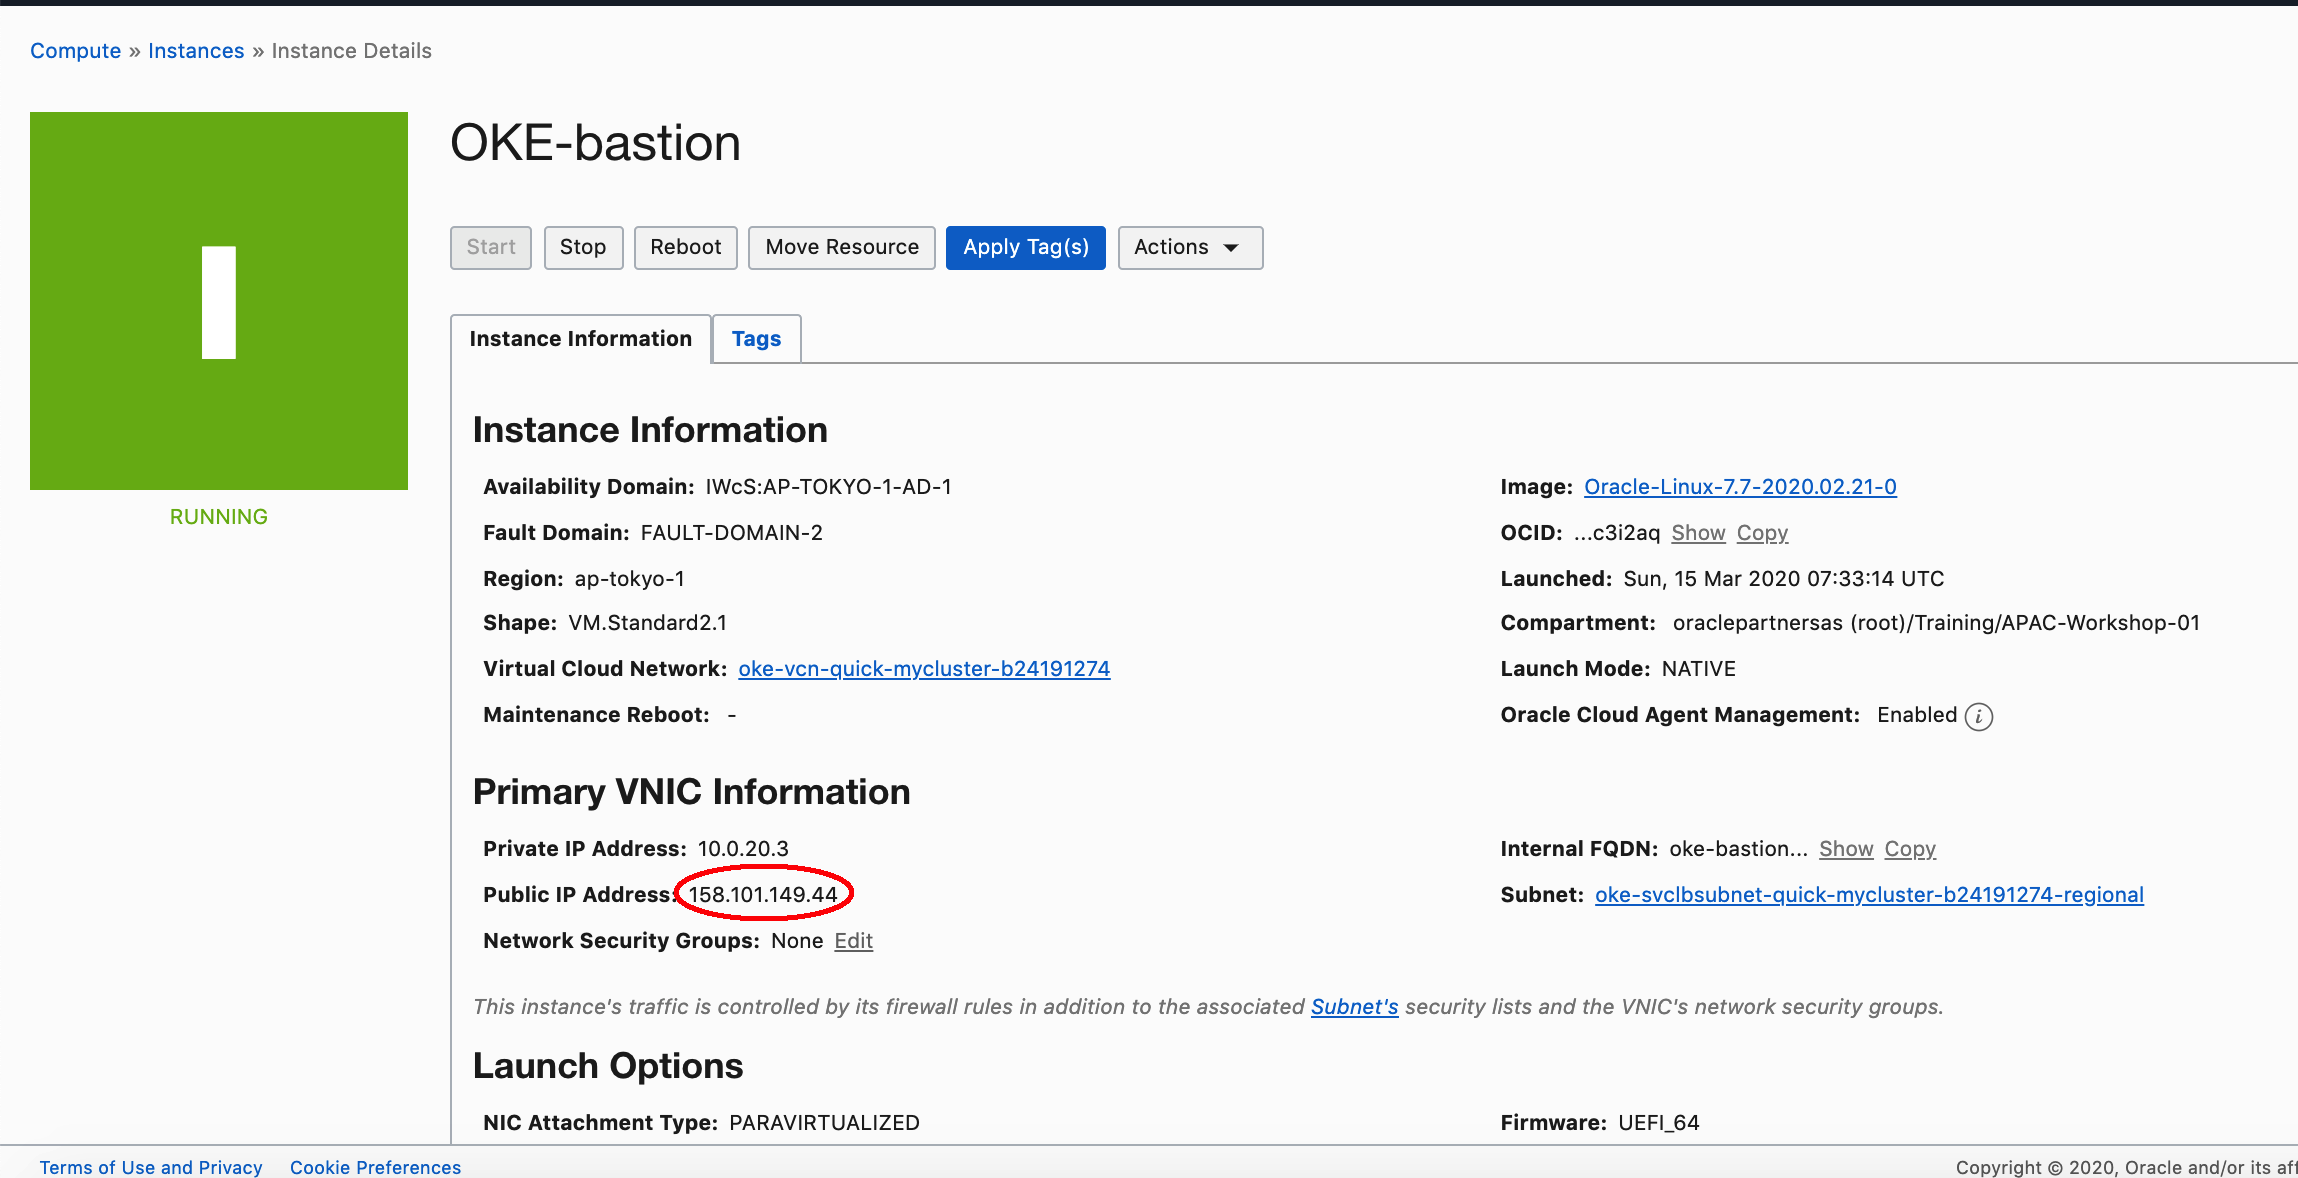 Compute » Instances » Instance Details
I
RUNNING
OKE-bastion
Start Stop Reboot Move Resource Apply Tag(s) Actions
Instance Information Tags
Instance Information
Availability Domain: IWcS:AP-TOKYO-1-AD-1
Fault Domain: FAULT-DOMAIN-2
Region: ap-tokyo-1
Shape: VM.Standard2.1
Virtual Cloud Network: oke-vcn-quick-mycluster-b24191274
Maintenance Reboot: -
Image: Oracle-Linux-7.7-2020.02.21-0
OCID: ...c3i2aq Show Copy
Launched: Sun, 15 Mar 2020 07:33:14 UTC
Compartment: oraclepartnersas (root)/Training/APAC-Workshop-01
Launch Mode: NATIVE
Oracle Cloud Agent Management: Enabled i
Primary VNIC Information
Private IP Address: 10.0.20.3
Public IP Address: 158.101.149.44
Network Security Groups: None Edit
Internal FQDN: oke-bastion... Show Copy
Subnet: oke-svclbsubnet-quick-mycluster-b24191274-regional
This instance's traffic is controlled by its firewall rules in addition to the associated Subnet's security lists and the VNIC's network security groups.
Launch Options
NIC Attachment Type: PARAVIRTUALIZED
Firmware: UEFI_64
Terms of Use and Privacy Cookie Preferences
Copyright © 2020, Oracle and/or its aff